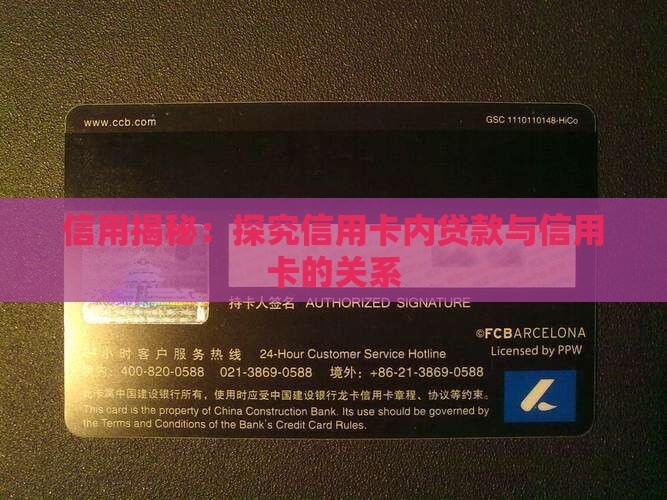 www.ccb.com
GSC 1110110148-HiCo
信用揭秘：探究信用卡内贷款与信用
卡的关系
持卡人签名 AUTHORIZED SIGNATURE
©FCBARCELONA
Licensed by PPW
小时客户服务热线 24-Hour Customer Service Hotline
400-820-0588 021-3869-0588 境外：+86-21-3869-0588
卡属中国建设银行所有，使用时应受中国建设银行龙卡信用卡章程、协议等约束。
This card is the property of China Construction Bank. Its use should be governed by
the Terms and Conditions of the Bank's Credit Card Rules.